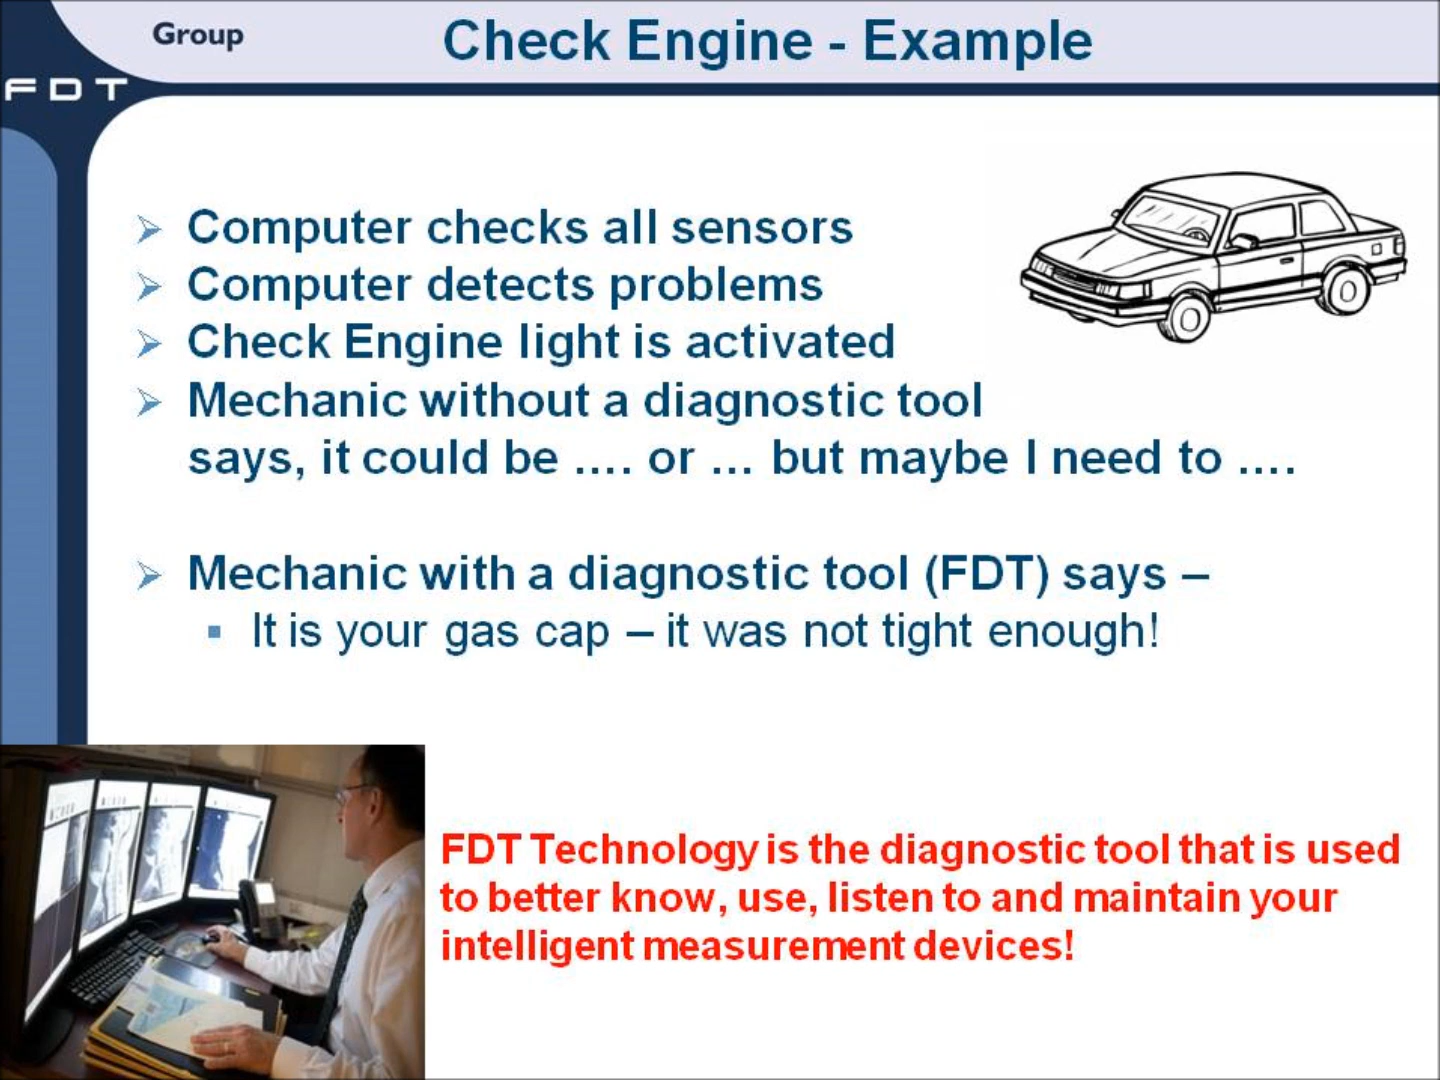 Group
FDT
Check Engine - Example
Computer checks all sensors
Computer detects problems
Check Engine light is activated
Mechanic without a diagnostic tool
says, it could be .... or ... but maybe I need to ....
Mechanic with a diagnostic tool (FDT) says –
It is your gas cap – it was not tight enough!
FDT Technology is the diagnostic tool that is used
to better know, use, listen to and maintain your
intelligent measurement devices!